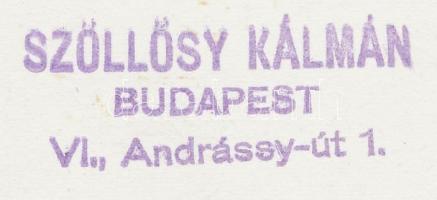 SZÖLLŐSY KÁLMÁN
BUDAPEST
VI., Andrássy-út 1.